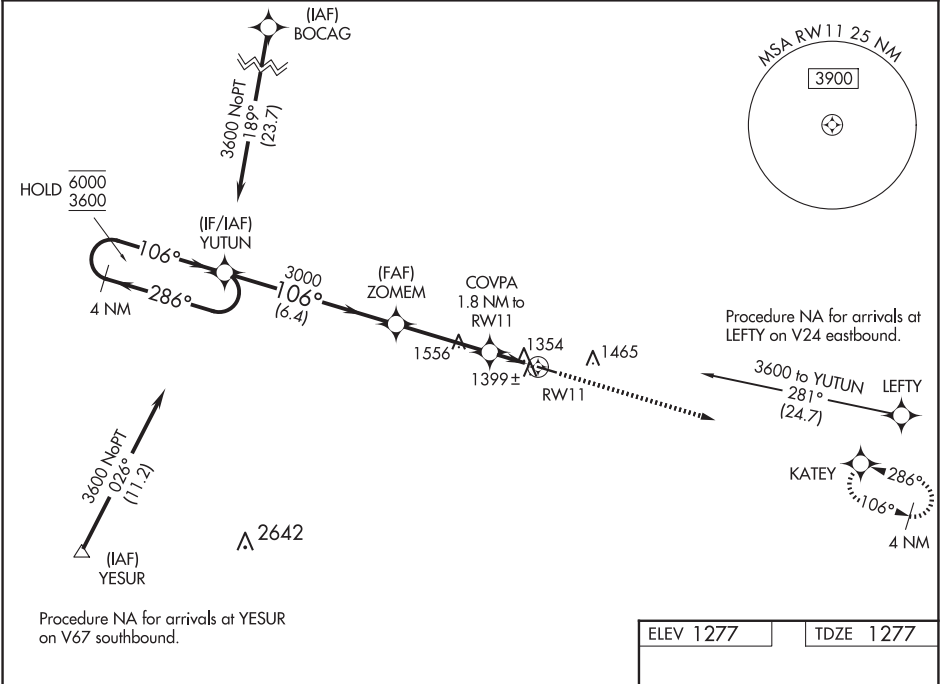 (IAF)
BOCAG
MSA RW11 25 NM
3900
3600 NoPT
189°
(23.7)
HOLD 6000
3600
(IF/IAF)
YUTUN
106°
286°
4 NM
3000
106°
(6.4)
(FAF)
ZOMEM
COVPA
1.8 NM to
RW11
1556
1354
1399±
1465
RW11
Procedure NA for arrivals at
LEFTY on V24 eastbound.
3600 to YUTUN
281°
(24.7)
LEFTY
KATEY
286°
106°
4 NM
3600 NoPT
026°
(11.2)
(IAF)
YESUR
2642
Procedure NA for arrivals at YESUR
on V67 southbound.
ELEV 1277
TDZE 1277